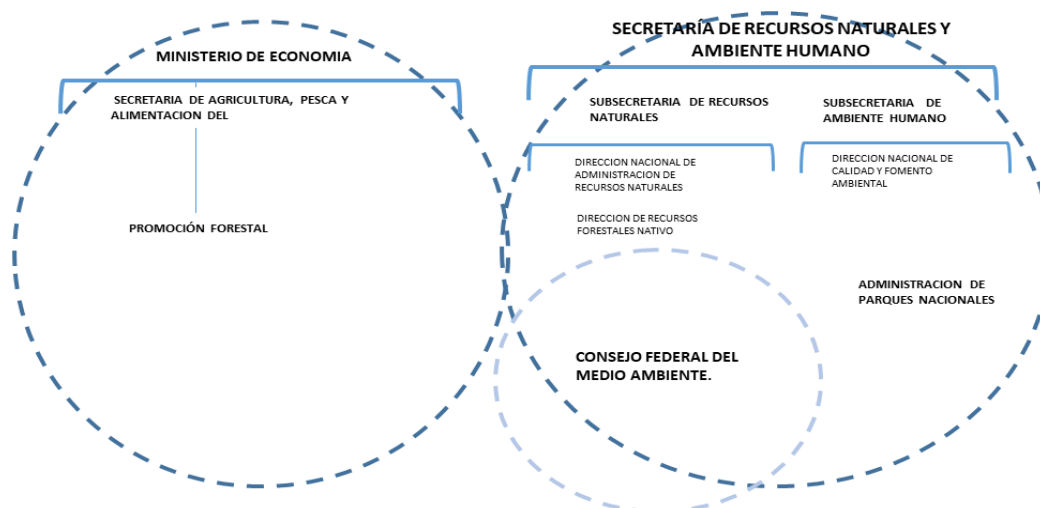 MINISTERIO DE ECONOMIA
SECRETARIA DE AGRICULTURA, PESCA Y
ALIMENTACION DEL
PROMOCIÓN FORESTAL
SECRETARÍA DE RECURSOS NATURALES Y
AMBIENTE HUMANO
SUBSECRETARIA DE RECURSOS
NATURALES
DIRECCION NACIONAL DE
ADMINISTRACION DE
RECURSOS NATURALES
DIRECCION DE RECURSOS
FORESTALES NATIVO
SUBSECRETARIA DE
AMBIENTE HUMANO
DIRECCION NACIONAL DE
CALIDAD Y FOMENTO
AMBIENTAL
ADMINISTRACION DE
PARQUES NACIONALES
CONSEJO FEDERAL DEL
MEDIO AMBIENTE.